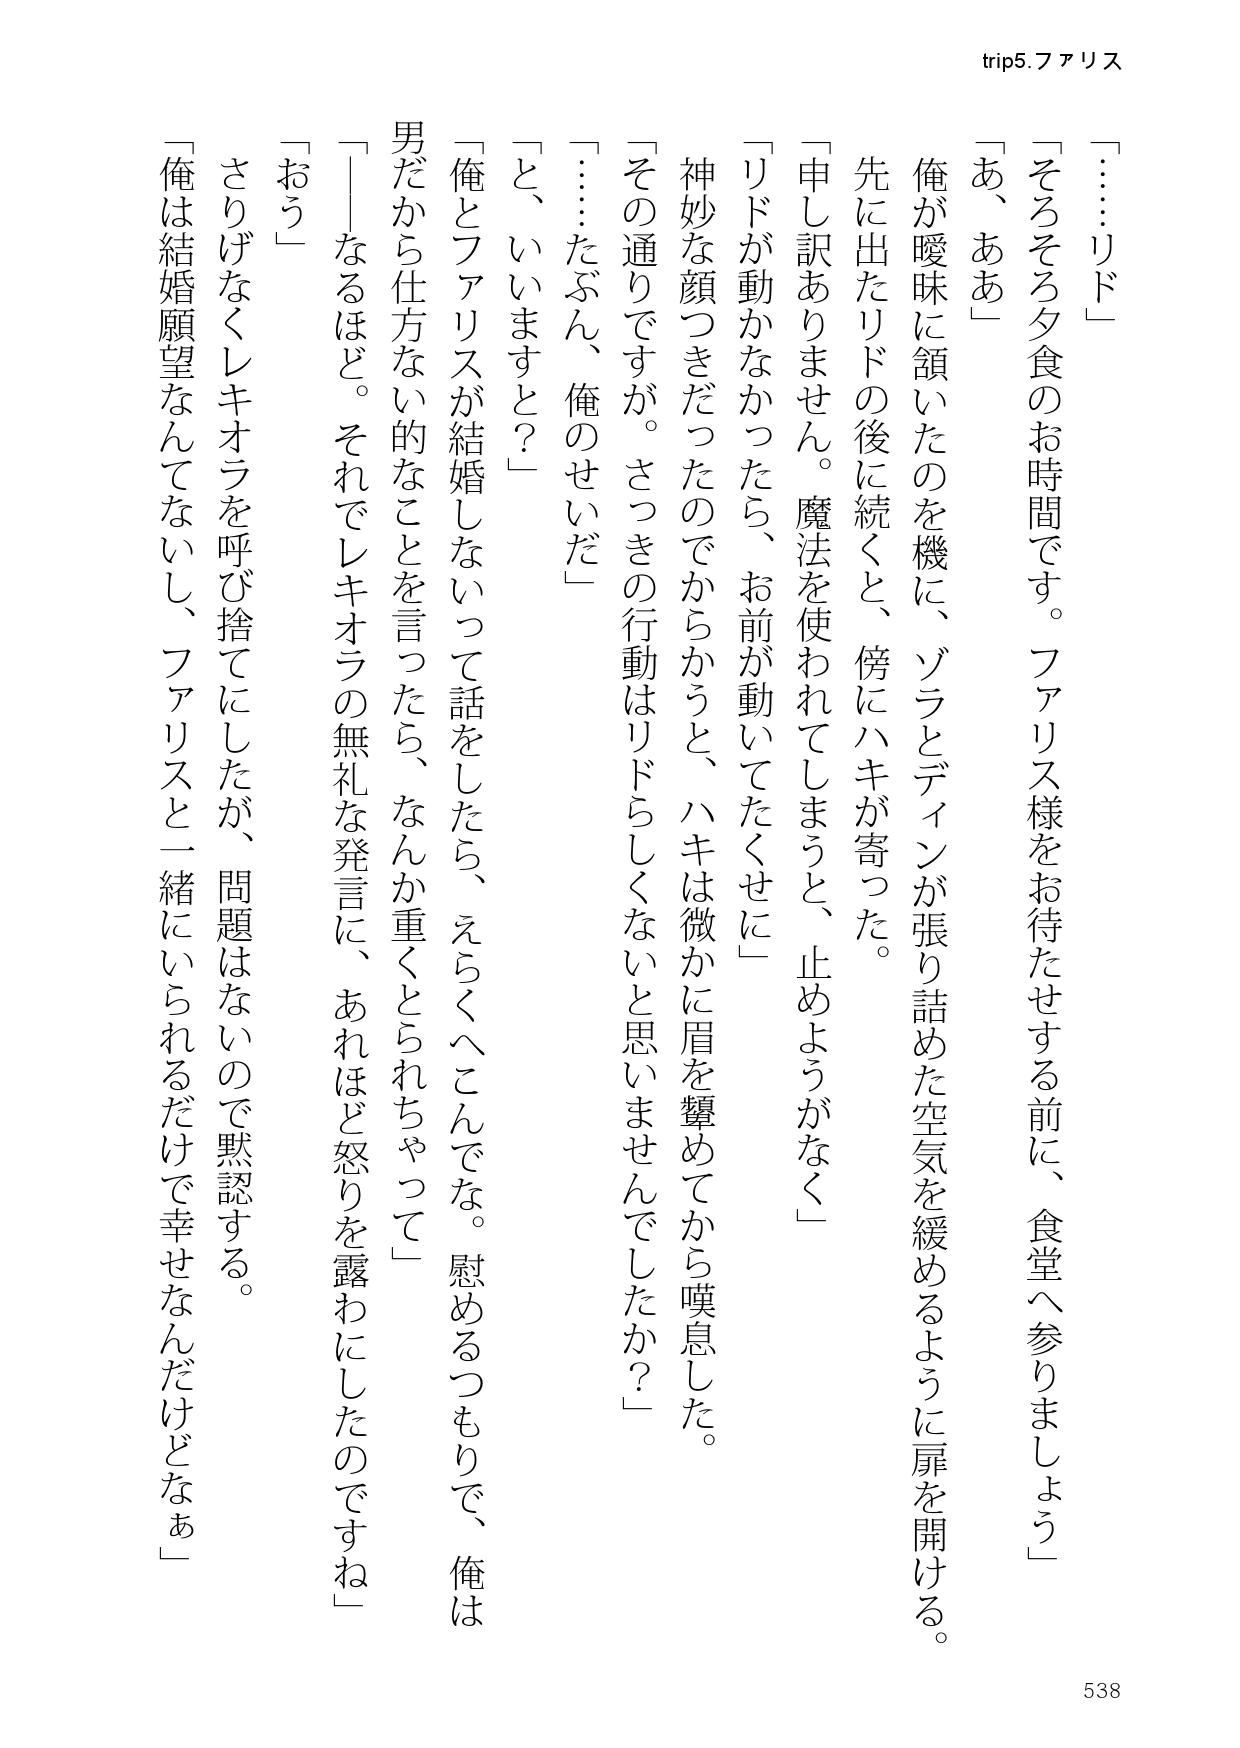 trip5.ファリス
「……リド」
「そろそろ夕食のお時間です。ファリス様をお待たせする前に、食堂へ参りましょう」
「あ、ああ」
　俺が曖昧に頷いたのを機に、ゾラとディンが張り詰めた空気を緩めるように扉を開ける。
　先に出たリドの後に続くと、傍にハキが寄った。
「申し訳ありません。魔法を使われてしまうと、止めようがなく」
「リドが動かなかったら、お前が動いてたくせに」
　神妙な顔つきだったのでからかうと、ハキは微かに眉を顰めてから嘆息した。
「その通りですが。さっきの行動はリドらしくないと思いませんでしたか？」
「……たぶん、俺のせいだ」
「と、いいますと？」
「俺とファリスが結婚しないって話をしたら、えらくへこんでな。慰めるつもりで、俺は
男だから仕方ない的なことを言ったら、なんか重くとられちゃって」
「――なるほど。それでレキオラの無礼な発言に、あれほど怒りを露わにしたのですね」
「おう」
　さりげなくレキオラを呼び捨てにしたが、問題はないので黙認する。
「俺は結婚願望なんてないし、ファリスと一緒にいられるだけで幸せなんだけどなぁ」
538